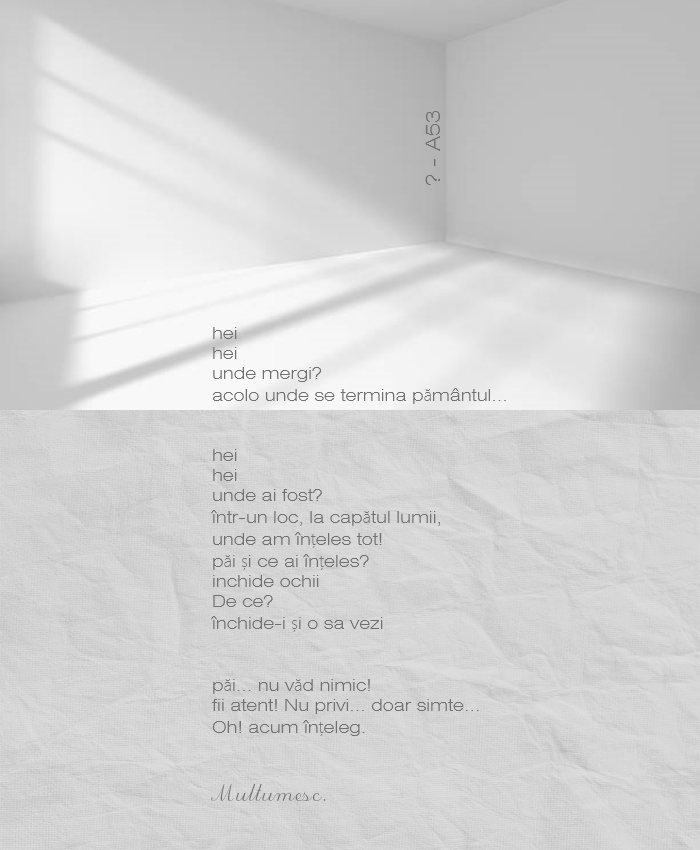 ? - A53
hei
hei
unde mergi?
acolo unde se termina pământul...
hei
hei
unde ai fost?
într-un loc, la capătul lumii,
unde am înțeles tot!
păi și ce ai înțeles?
inchide ochii
De ce?
închide-i și o sa vezi
păi... nu văd nimic!
fii atent! Nu privi... doar simte...
Oh! acum înțeleg.
Multumesc.